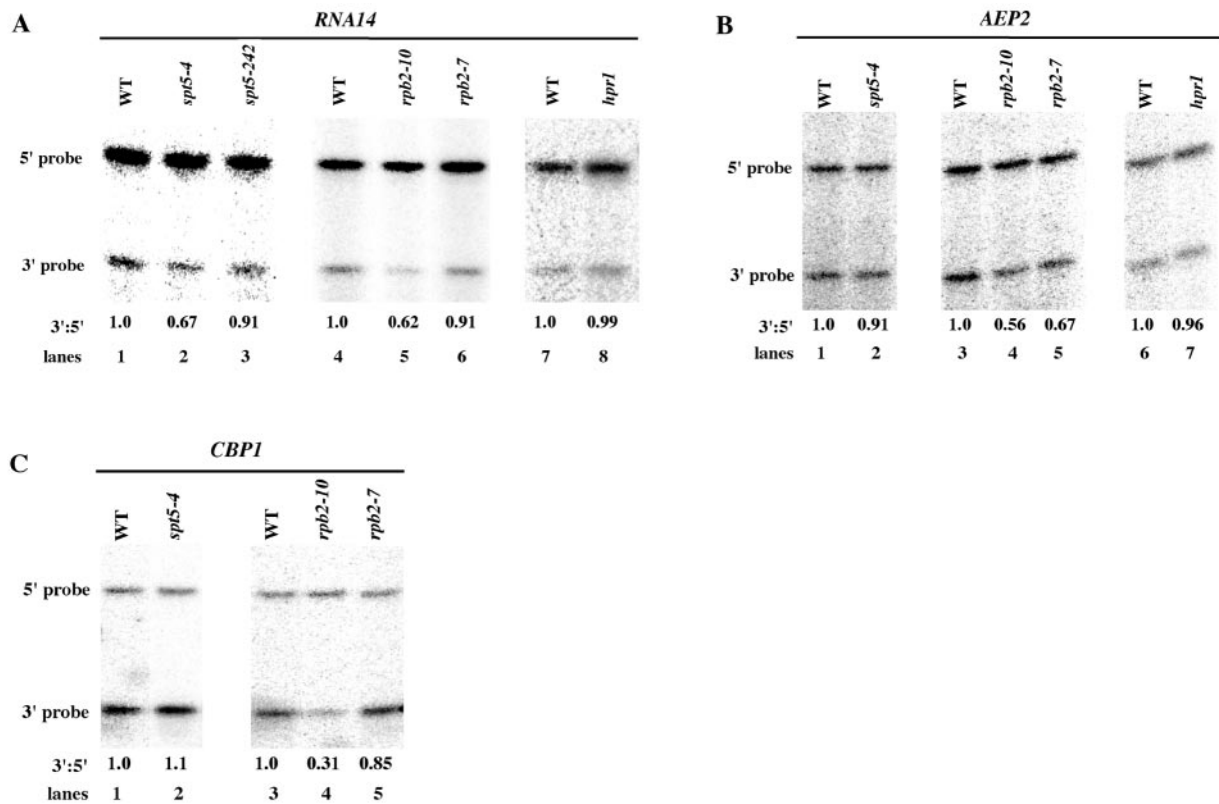 A
RNA14
WT spt5-4 spt5-242 WT rpb2-10 rpb2-7 WT hpr1
5' probe
3' probe
3':5' 1.0 0.67 0.91 1.0 0.62 0.91 1.0 0.99
lanes 1 2 3 4 5 6 7 8
B
AEP2
WT spt5-4 WT rpb2-10 rpb2-7 WT hpr1
5' probe
3' probe
3':5' 1.0 0.91 1.0 0.56 0.67 1.0 0.96
lanes 1 2 3 4 5 6 7
C
CBP1
WT spt5-4 WT rpb2-10 rpb2-7
5' probe
3' probe
3':5' 1.0 1.1 1.0 0.31 0.85
lanes 1 2 3 4 5